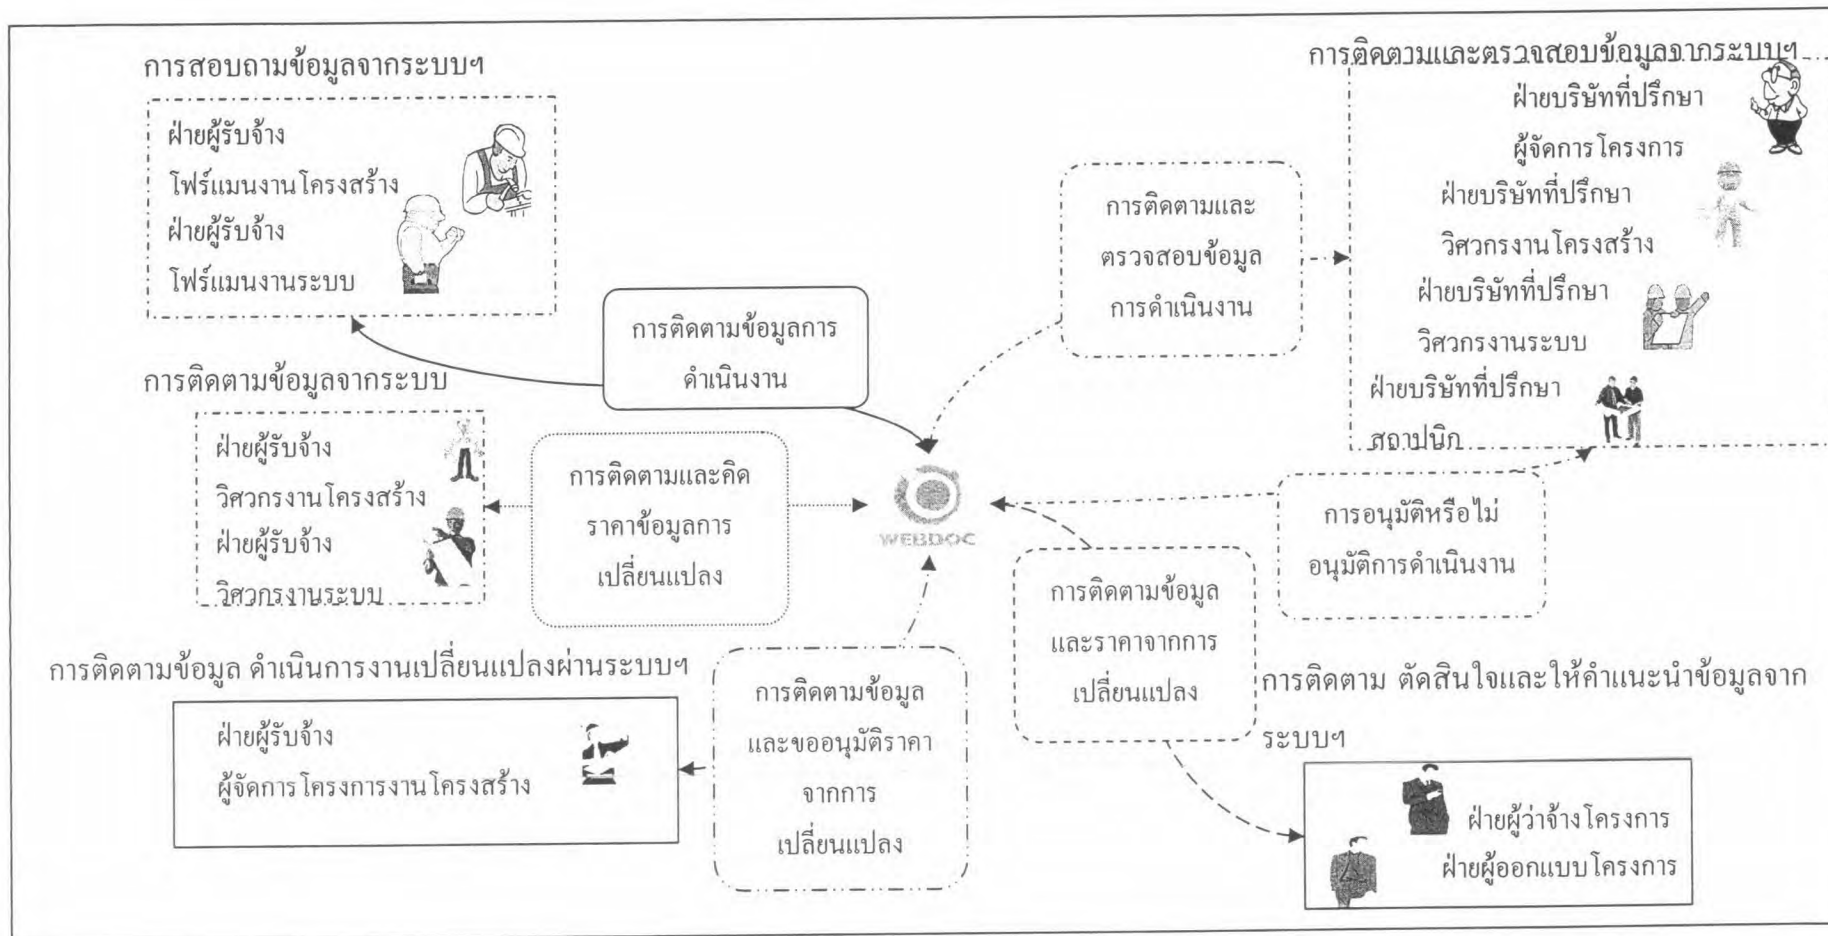 การสอบถามข้อมูลจากระบบฯ
ฝ่ายผู้รับจ้าง
โฟร์แมนงานโครงสร้าง
ฝ่ายผู้รับจ้าง
โฟร์แมนงานระบบ
การติดตามข้อมูลการ
ดำเนินงาน
การติดตามและ
ตรวจสอบข้อมูล
การดำเนินงาน
การติดตามและตรวจสอบข้อมูลจากระบบฯ
ฝ่ายบริษัทที่ปรึกษา
ผู้จัดการโครงการ
ฝ่ายบริษัทที่ปรึกษา
วิศวกรงานโครงสร้าง
ฝ่ายบริษัทที่ปรึกษา
วิศวกรงานระบบ
ฝ่ายบริษัทที่ปรึกษา
สถาปนิก
การติดตามข้อมูลจากระบบ
ฝ่ายผู้รับจ้าง
วิศวกรงานโครงสร้าง
ฝ่ายผู้รับจ้าง
วิศวกรงานระบบ
การติดตามและคิด
ราคาข้อมูลการ
เปลี่ยนแปลง
WEBDOC
การอนุมัติหรือไม่
อนุมัติการดำเนินงาน
การติดตามข้อมูล
และราคาจากการ
เปลี่ยนแปลง
การติดตามข้อมูล ดำเนินการงานเปลี่ยนแปลงผ่านระบบฯ
ฝ่ายผู้รับจ้าง
ผู้จัดการโครงการงานโครงสร้าง
การติดตามข้อมูล
และขออนุมัติราคา
จากการ
เปลี่ยนแปลง
การติดตาม ตัดสินใจและให้คำแนะนำข้อมูลจาก
ระบบฯ
ฝ่ายผู้ว่าจ้างโครงการ
ฝ่ายผู้ออกแบบโครงการ